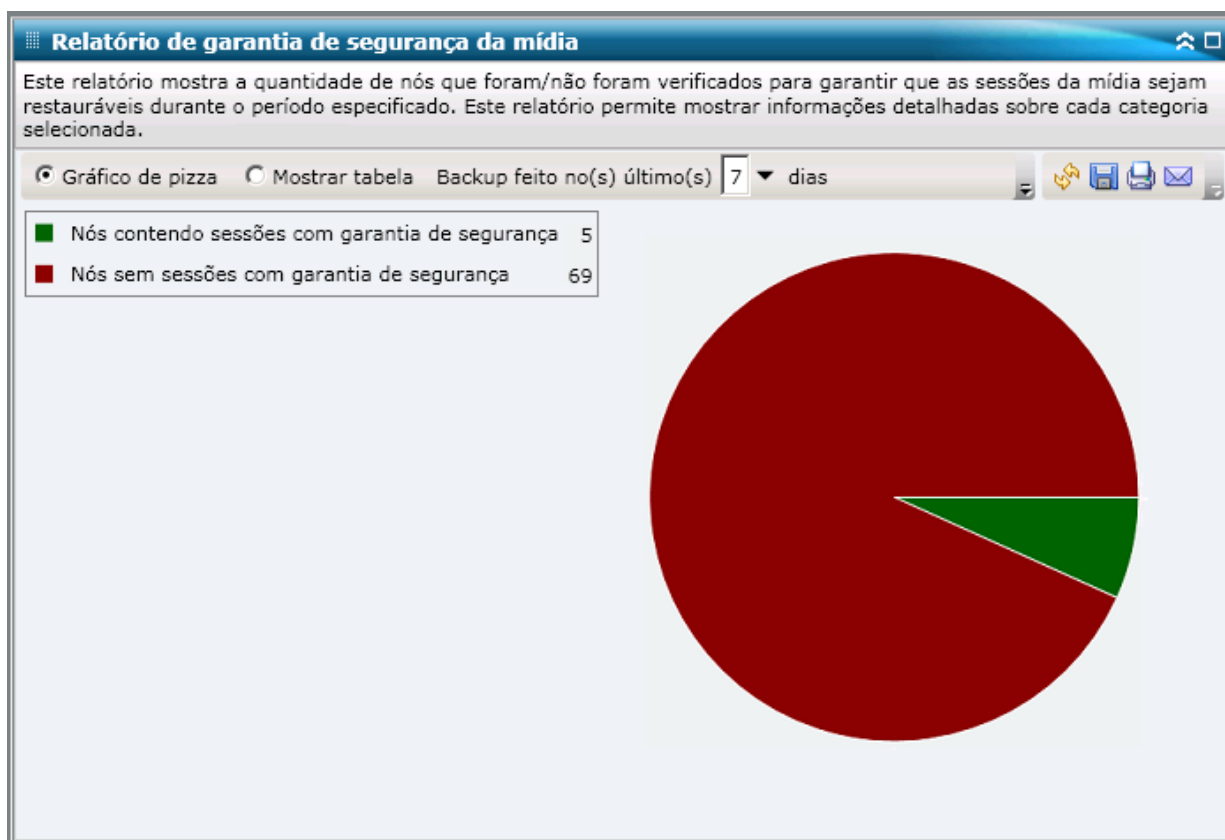 Relatório de garantia de segurança da mídia
Este relatório mostra a quantidade de nós que foram/não foram verificados para garantir que as sessões da mídia sejam
restauráveis durante o período especificado. Este relatório permite mostrar informações detalhadas sobre cada categoria
selecionada.
Gráfico de pizza Mostrar tabela Backup feito no(s) último(s) 7 dias
Nós contendo sessões com garantia de segurança 5
Nós sem sessões com garantia de segurança 69